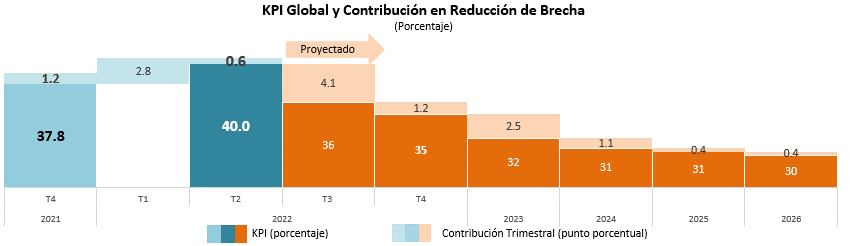 KPI Global y Contribución en Reducción de Brecha
(Porcentaje)
Proyectado
1.2
2.8
0.6
4.1
1.2
2.5
1.1
0.4
0.4
37.8
40.0
36
35
32
31
31
30
T4
T1
T2
T3
T4
2021
2022
2023
2024
2025
2026
KPI (porcentaje)
Contribución Trimestral (punto porcentual)